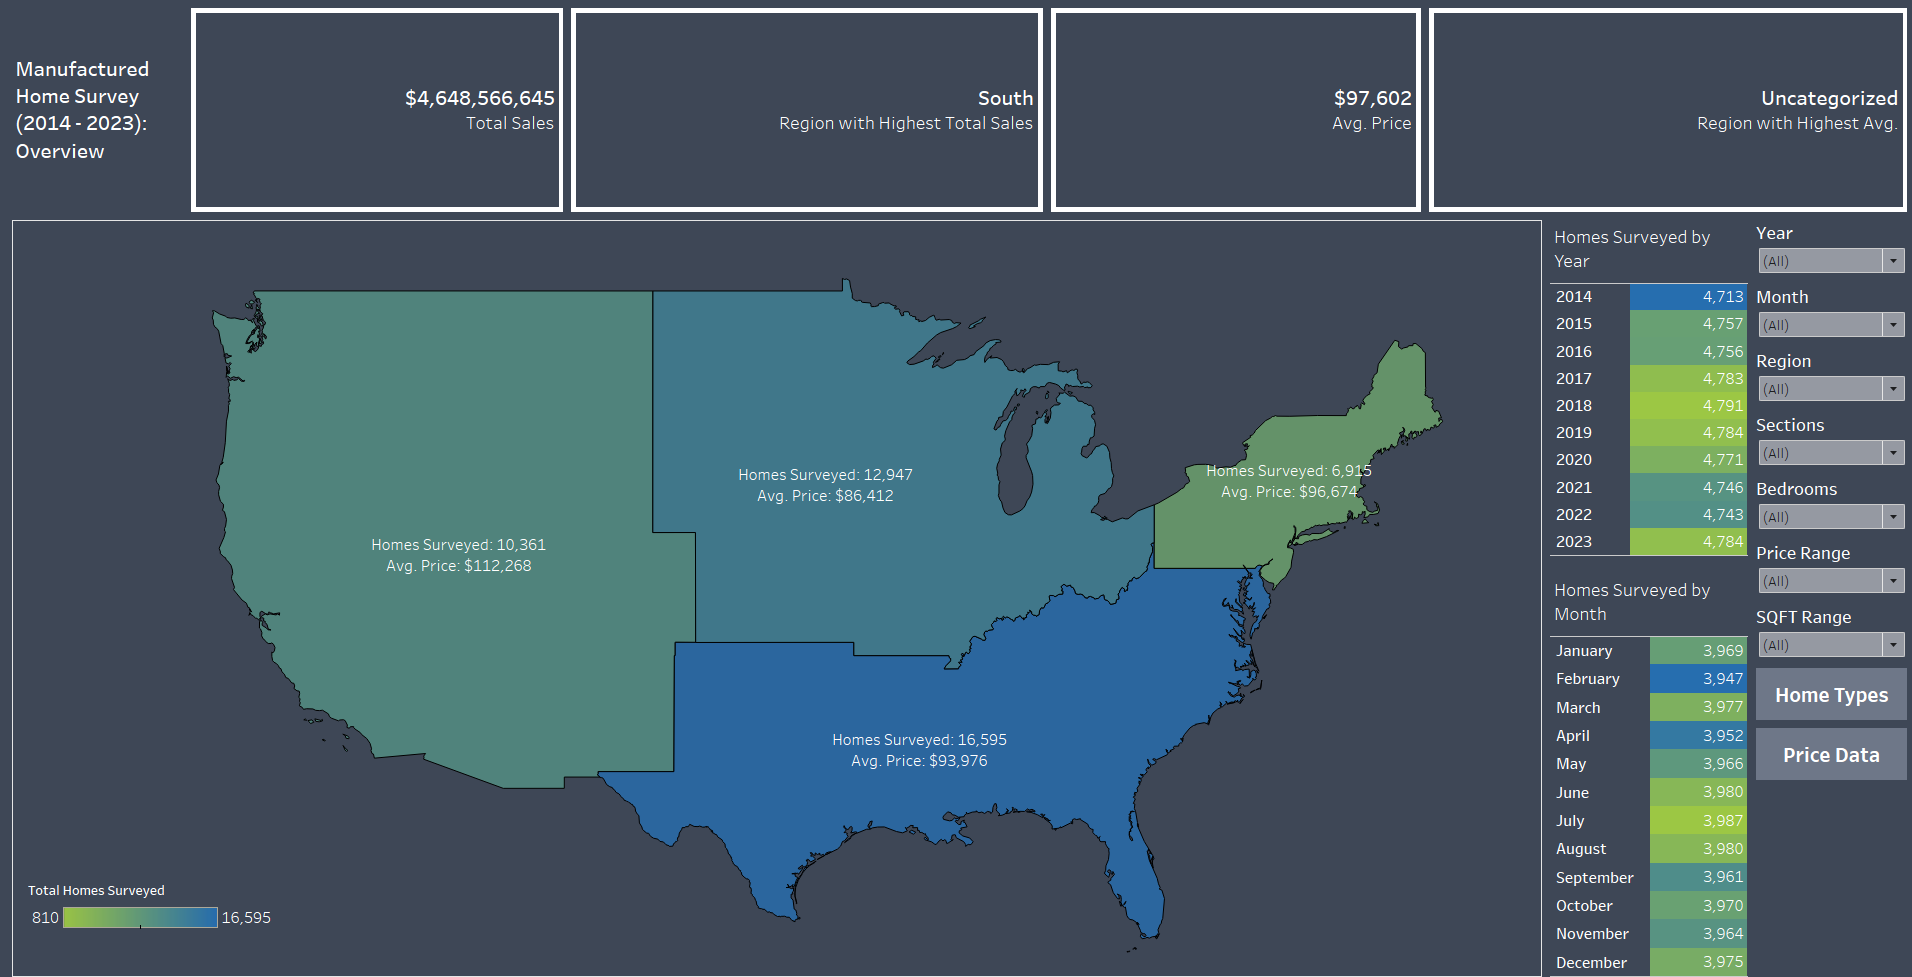 Manufactured
Home Survey
(2014 - 2023):
Overview
$4,648,566,645
Total Sales
South
Region with Highest Total Sales
$97,602
Avg. Price
Uncategorized
Region with Highest Avg.
Homes Surveyed: 12,947
Avg. Price: $86,412
Homes Surveyed: 6,915
Avg. Price: $96,674
Homes Surveyed: 10,361
Avg. Price: $112,268
Homes Surveyed: 16,595
Avg. Price: $93,976
Total Homes Surveyed
810 16,595
Homes Surveyed by
Year
2014 4,713
2015 4,757
2016 4,756
2017 4,783
2018 4,791
2019 4,784
2020 4,771
2021 4,746
2022 4,743
2023 4,784
Homes Surveyed by
Month
January 3,969
February 3,947
March 3,977
April 3,952
May 3,966
June 3,980
July 3,987
August 3,980
September 3,961
October 3,970
November 3,964
December 3,975
Year
(All)
Month
(All)
Region
(All)
Sections
(All)
Bedrooms
(All)
Price Range
(All)
SQFT Range
(All)
Home Types
Price Data